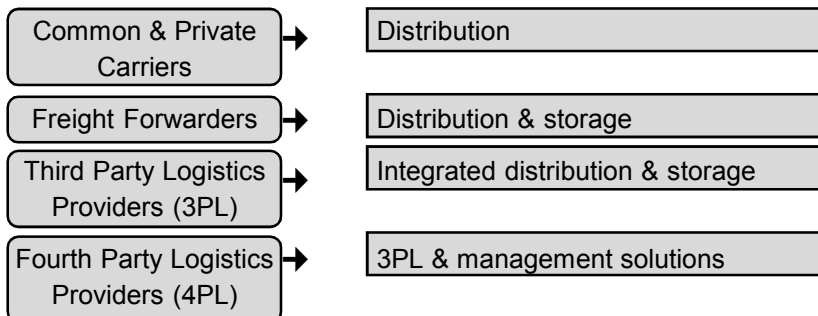 Common & Private
Carriers
Distribution
Freight Forwarders
Distribution & storage
Third Party Logistics
Providers (3PL)
Integrated distribution & storage
Fourth Party Logistics
Providers (4PL)
3PL & management solutions